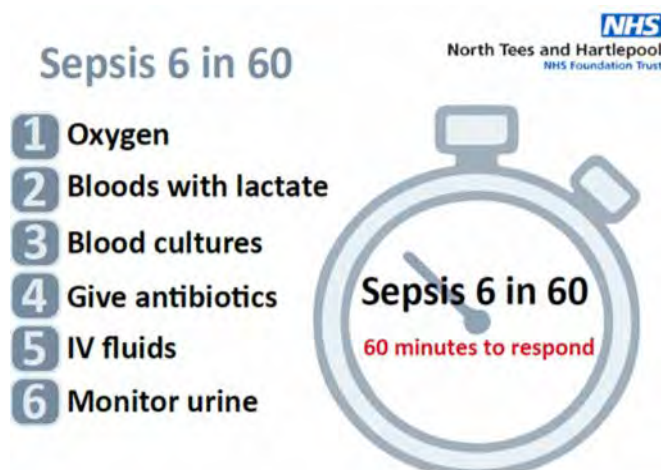 NHS
North Tees and Hartlepool
NHS Foundation Trust
Sepsis 6 in 60
1 Oxygen
2 Bloods with lactate
3 Blood cultures
4 Give antibiotics
5 IV fluids
6 Monitor urine
Sepsis 6 in 60
60 minutes to respond